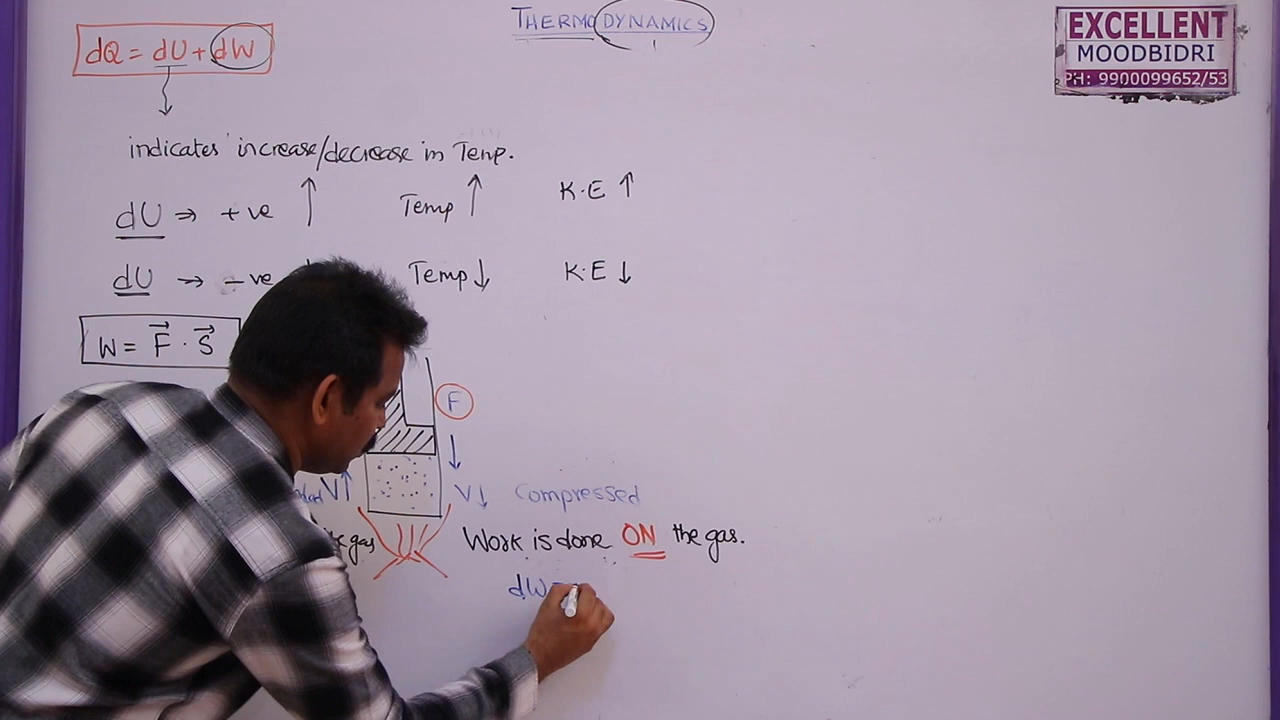 THERMODYNAMICS
EXCELLENT
MOODBIDRI
PH: 9900099652/53
dQ = dU + dW
indicates increase/decrease in Temp.
dU ⇒ +ve ↑ Temp ↑ K.E ↑
dU → -ve Temp ↓ K.E ↓
W = F⃗ · S⃗
F
V↑ V↓ Compressed
gas Work is done ON the gas.
dW =